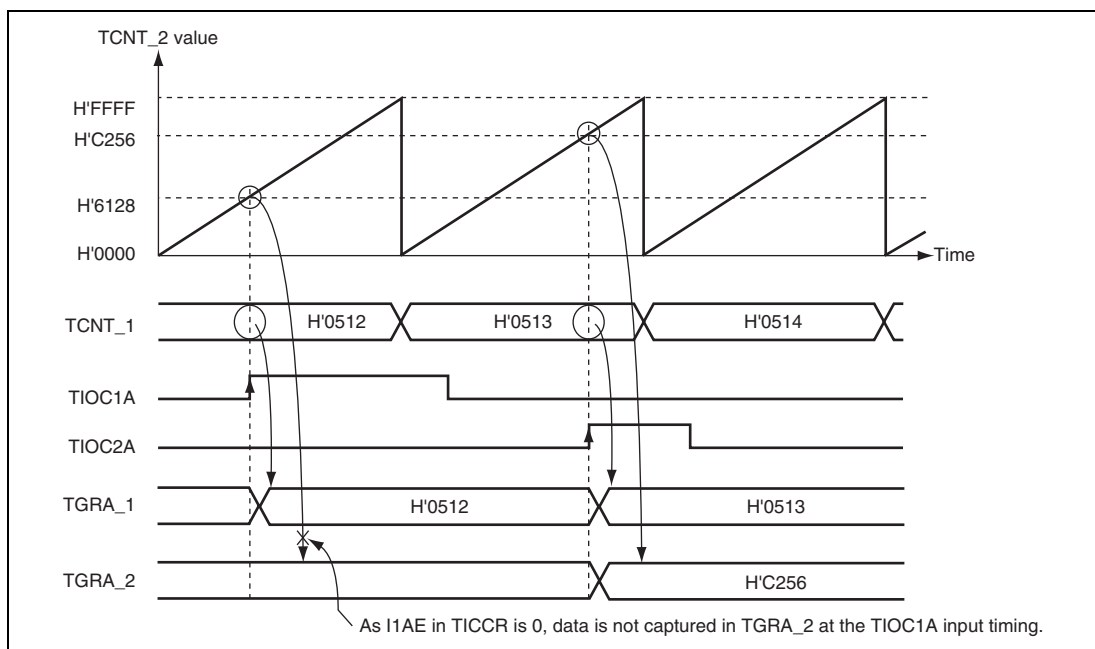 TCNT_2 value
H'FFFF
H'C256
H'6128
H'0000
Time
TCNT_1 H'0512 H'0513 H'0514
TIOC1A
TIOC2A
TGRA_1 H'0512 H'0513
TGRA_2 H'C256
As I1AE in TICCR is 0, data is not captured in TGRA_2 at the TIOC1A input timing.